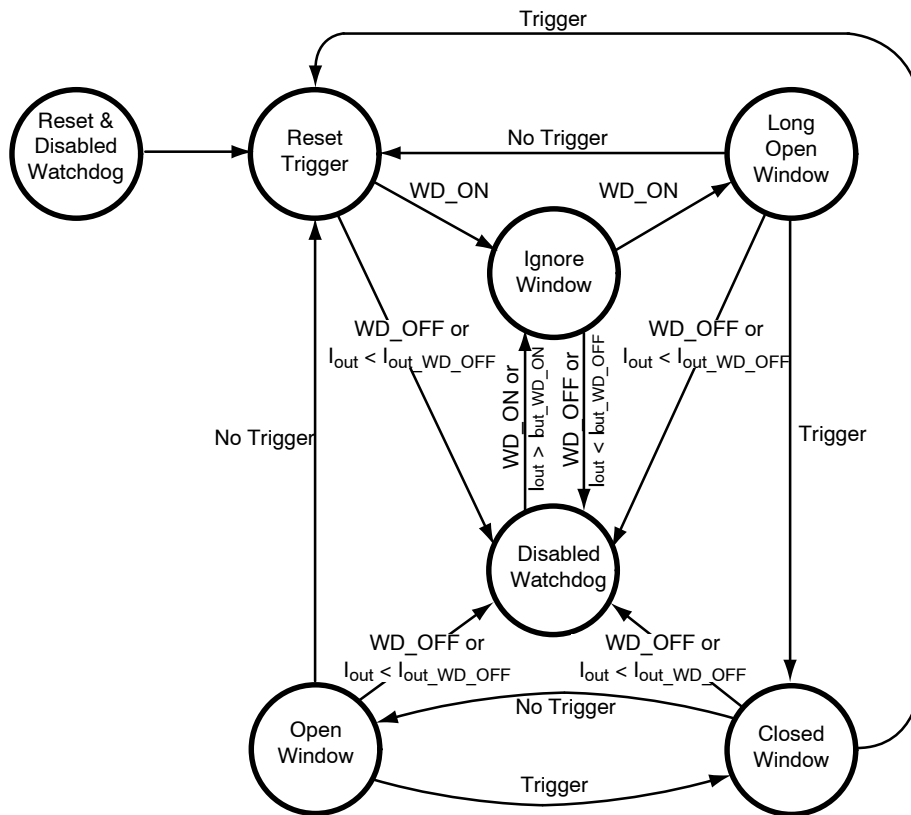 Trigger
Reset &
Disabled
Watchdog
Reset
Trigger
No Trigger
Long
Open
Window
WD_ON
WD_ON
Ignore
Window
WD_OFF or
Iout < Iout_WD_OFF
WD_ON or
Iout > Iout_WD_ON
WD_OFF or
Iout < Iout_WD_OFF
WD_OFF or
Iout < Iout_WD_OFF
No Trigger
Trigger
Disabled
Watchdog
WD_OFF or
Iout < Iout_WD_OFF
WD_OFF or
Iout < Iout_WD_OFF
No Trigger
Open
Window
Closed
Window
Trigger